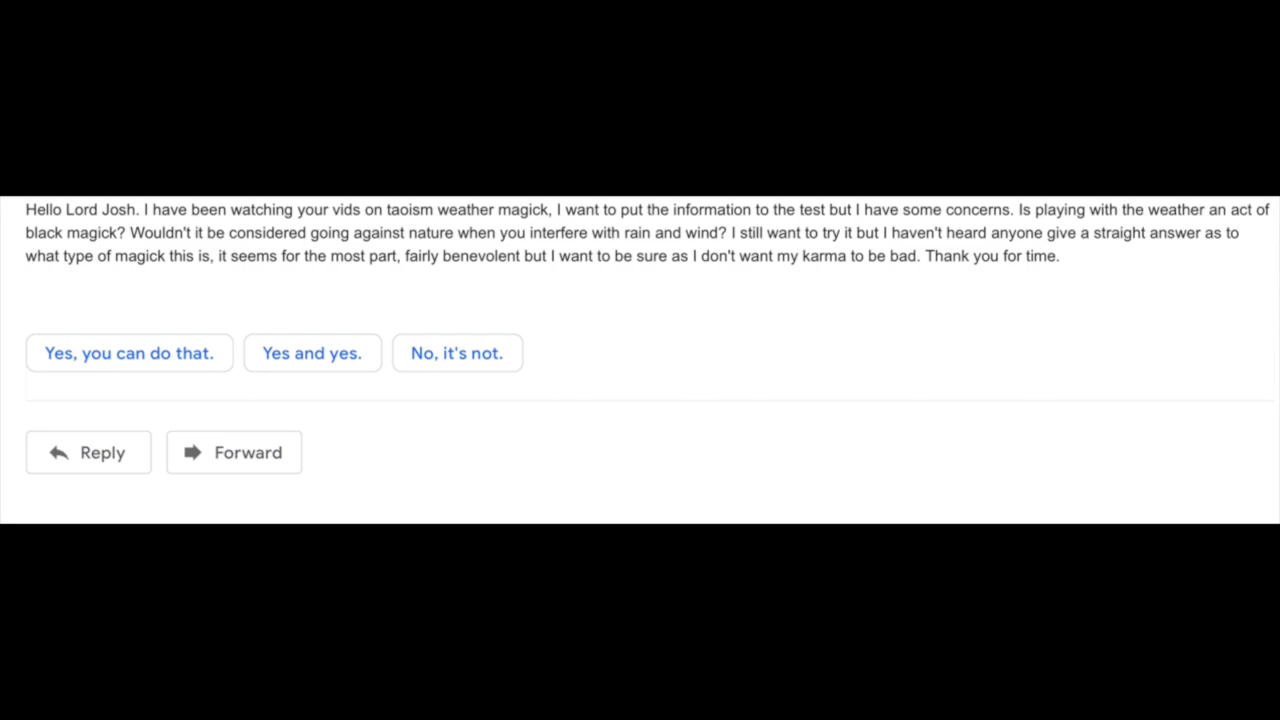 Hello Lord Josh. I have been watching your vids on taoism weather magick, I want to put the information to the test but I have some concerns. Is playing with the weather an act of
black magick? Wouldn't it be considered going against nature when you interfere with rain and wind? I still want to try it but I haven't heard anyone give a straight answer as to
what type of magick this is, it seems for the most part, fairly benevolent but I want to be sure as I don't want my karma to be bad. Thank you for time.
Yes, you can do that. Yes and yes. No, it's not.
Reply Forward